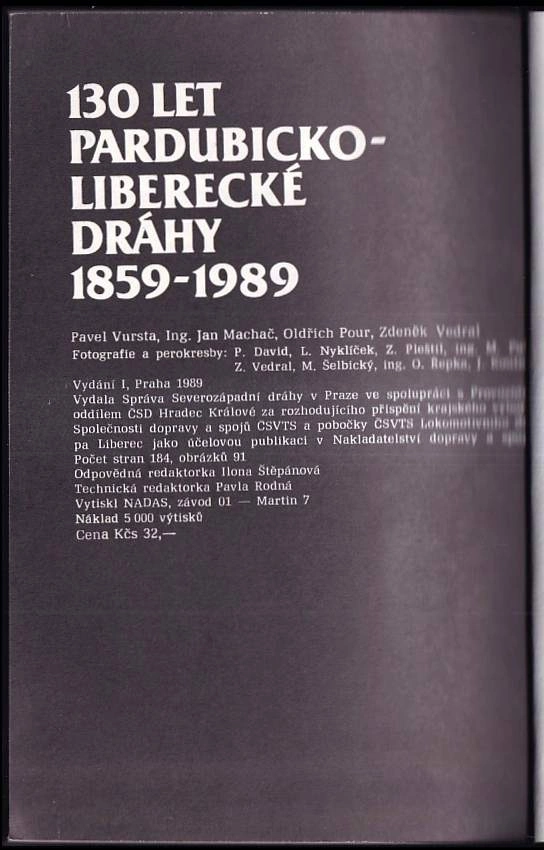 130 LET
PARDUBICKO-
LIBERECKÉ
DRÁHY
1859-1989
Pavel Vursta, Ing. Jan Machač, Oldřich Pour, Zdeněk Vedral
Fotografie a perokresby: P. David, L. Nyklíček, Z. Pleštil, ing. M.
Z. Vedral, M. Šelbický, ing. O. Řepka, J.
Vydání I, Praha 1989
Vydala Správa Severozápadní dráhy v Praze ve spolupráci s
oddílem ČSD Hradec Králové za rozhodujícího přispění krajského
Společnosti dopravy a spojů ČSVTS a pobočky ČSVTS Lokomotivního
pa Liberec jako účelovou publikaci v Nakladatelství dopravy a
Počet stran 184, obrázků 91
Odpovědná redaktorka Ilona Štěpánová
Technická redaktorka Pavla Rodná
Vytiskl NADAS, závod 01 — Martin 7
Náklad 5 000 výtisků
Cena Kčs 32,—